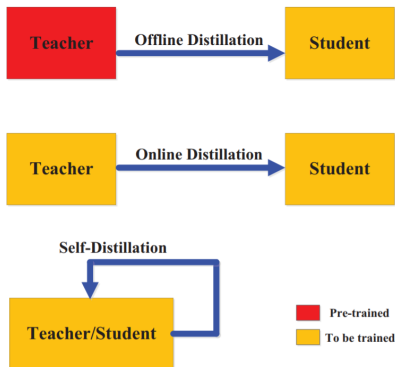 Teacher
Offline Distillation
Student
Teacher
Online Distillation
Student
Self-Distillation
Teacher/Student
Pre-trained
To be trained